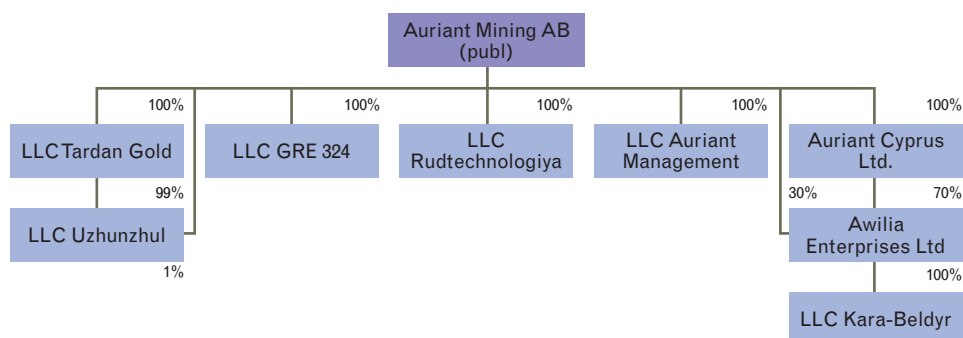 Auriant Mining AB
(publ)
100%
100%
100%
100%
100%
LLC Tardan Gold
LLC GRE 324
LLC
Rudtechnologiya
LLC Auriant
Management
Auriant Cyprus
Ltd.
99%
30%
70%
LLC Uzhunzhul
Awilia
Enterprises Ltd
1%
100%
LLC Kara-Beldyr